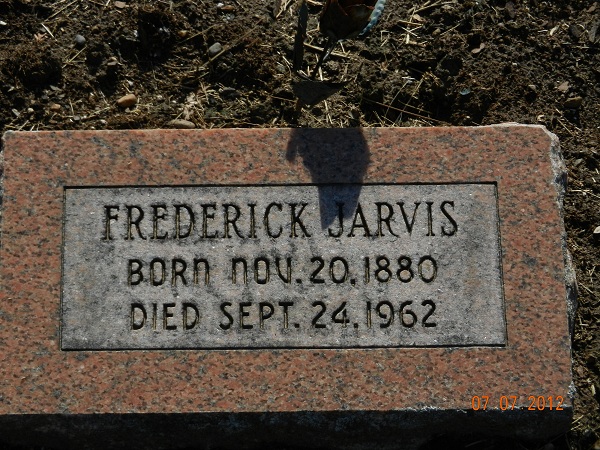 FREDERICK JARVIS
BORN NOV. 20, 1880
DIED SEPT. 24, 1962
07.07.2012